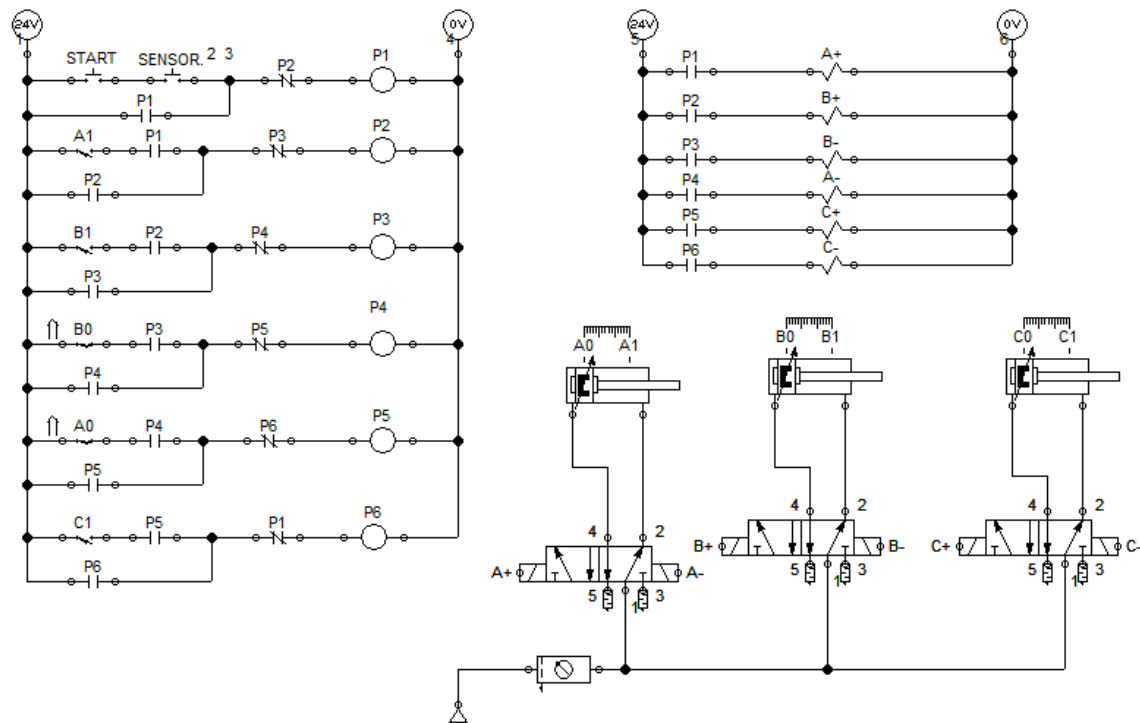 24V 0V
1 4
START SENSOR. 2 3 P2 P1
P1
A1 P1 P3 P2
P2
B1 P2 P4 P3
P3
B0 P3 P5 P4
P4
A0 P4 P6 P5
P5
C1 P5 P1 P6
P6
24V 0V
5 6
P1 A+
P2 B+
P3 B-
P4 A-
P5 C+
P6 C-
A0 A1
B0 B1
C0 C1
4 2
A+ A-
5 1 3
4 2
B+ B-
5 1 3
4 2
C+ C-
5 1 3